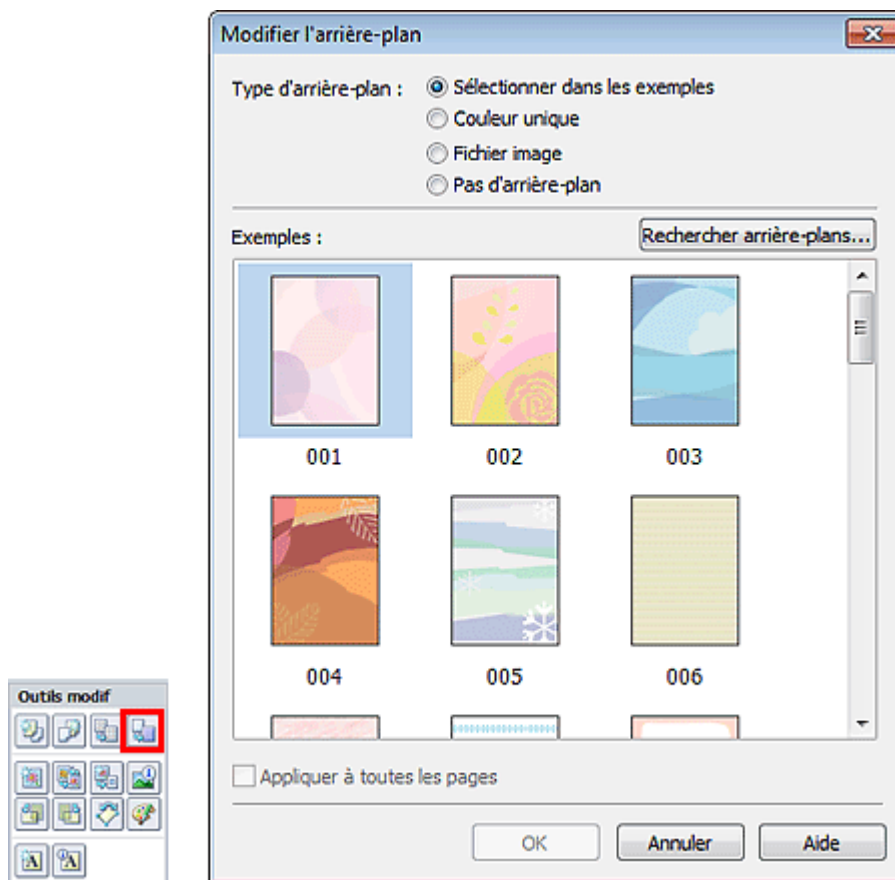 Modifier l'arrière-plan
Type d'arrière-plan :
Sélectionner dans les exemples
Couleur unique
Fichier image
Pas d'arrière-plan
Exemples :
Rechercher arrière-plans...
001 002 003
004 005 006
Appliquer à toutes les pages
OK Annuler Aide
Outils modif
A A